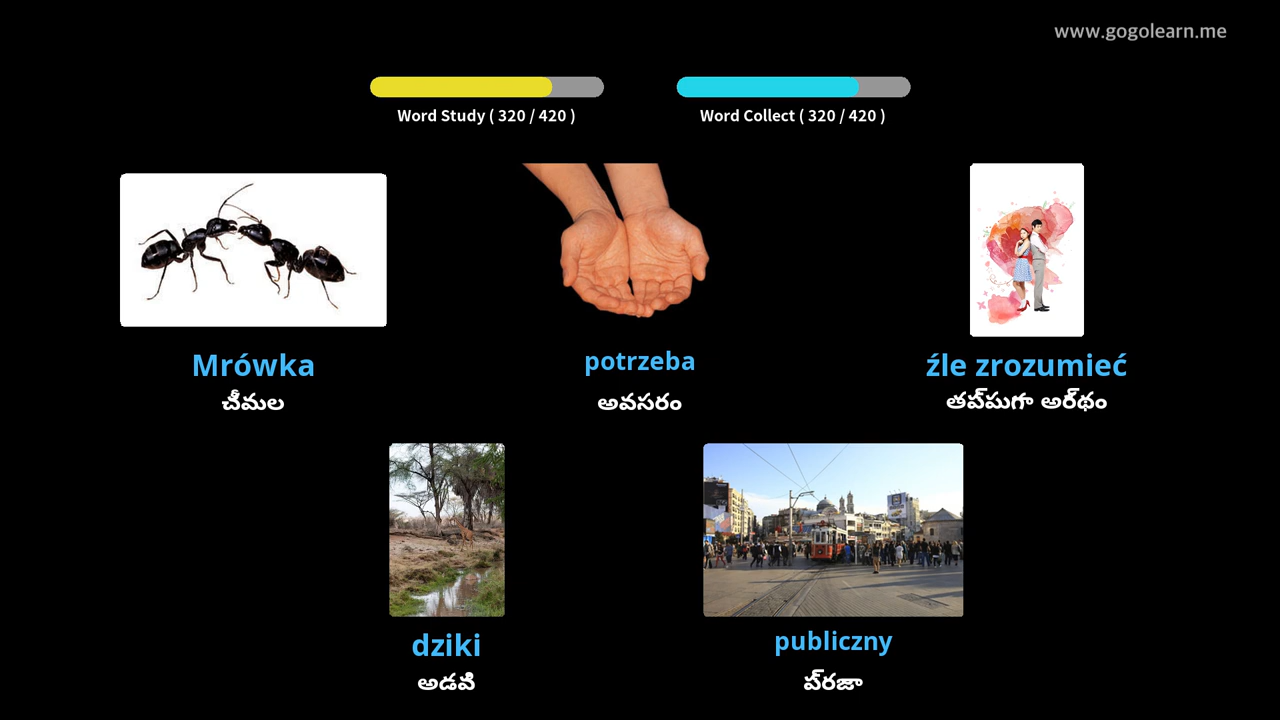 www.gogolearn.me
Word Study ( 320 / 420 )
Word Collect ( 320 / 420 )
Mrówka
potrzeba
źle zrozumieć
చీమల
అవసరం
తప్పుగా అర్థం
dziki
publiczny
అడవి
ప్రజా